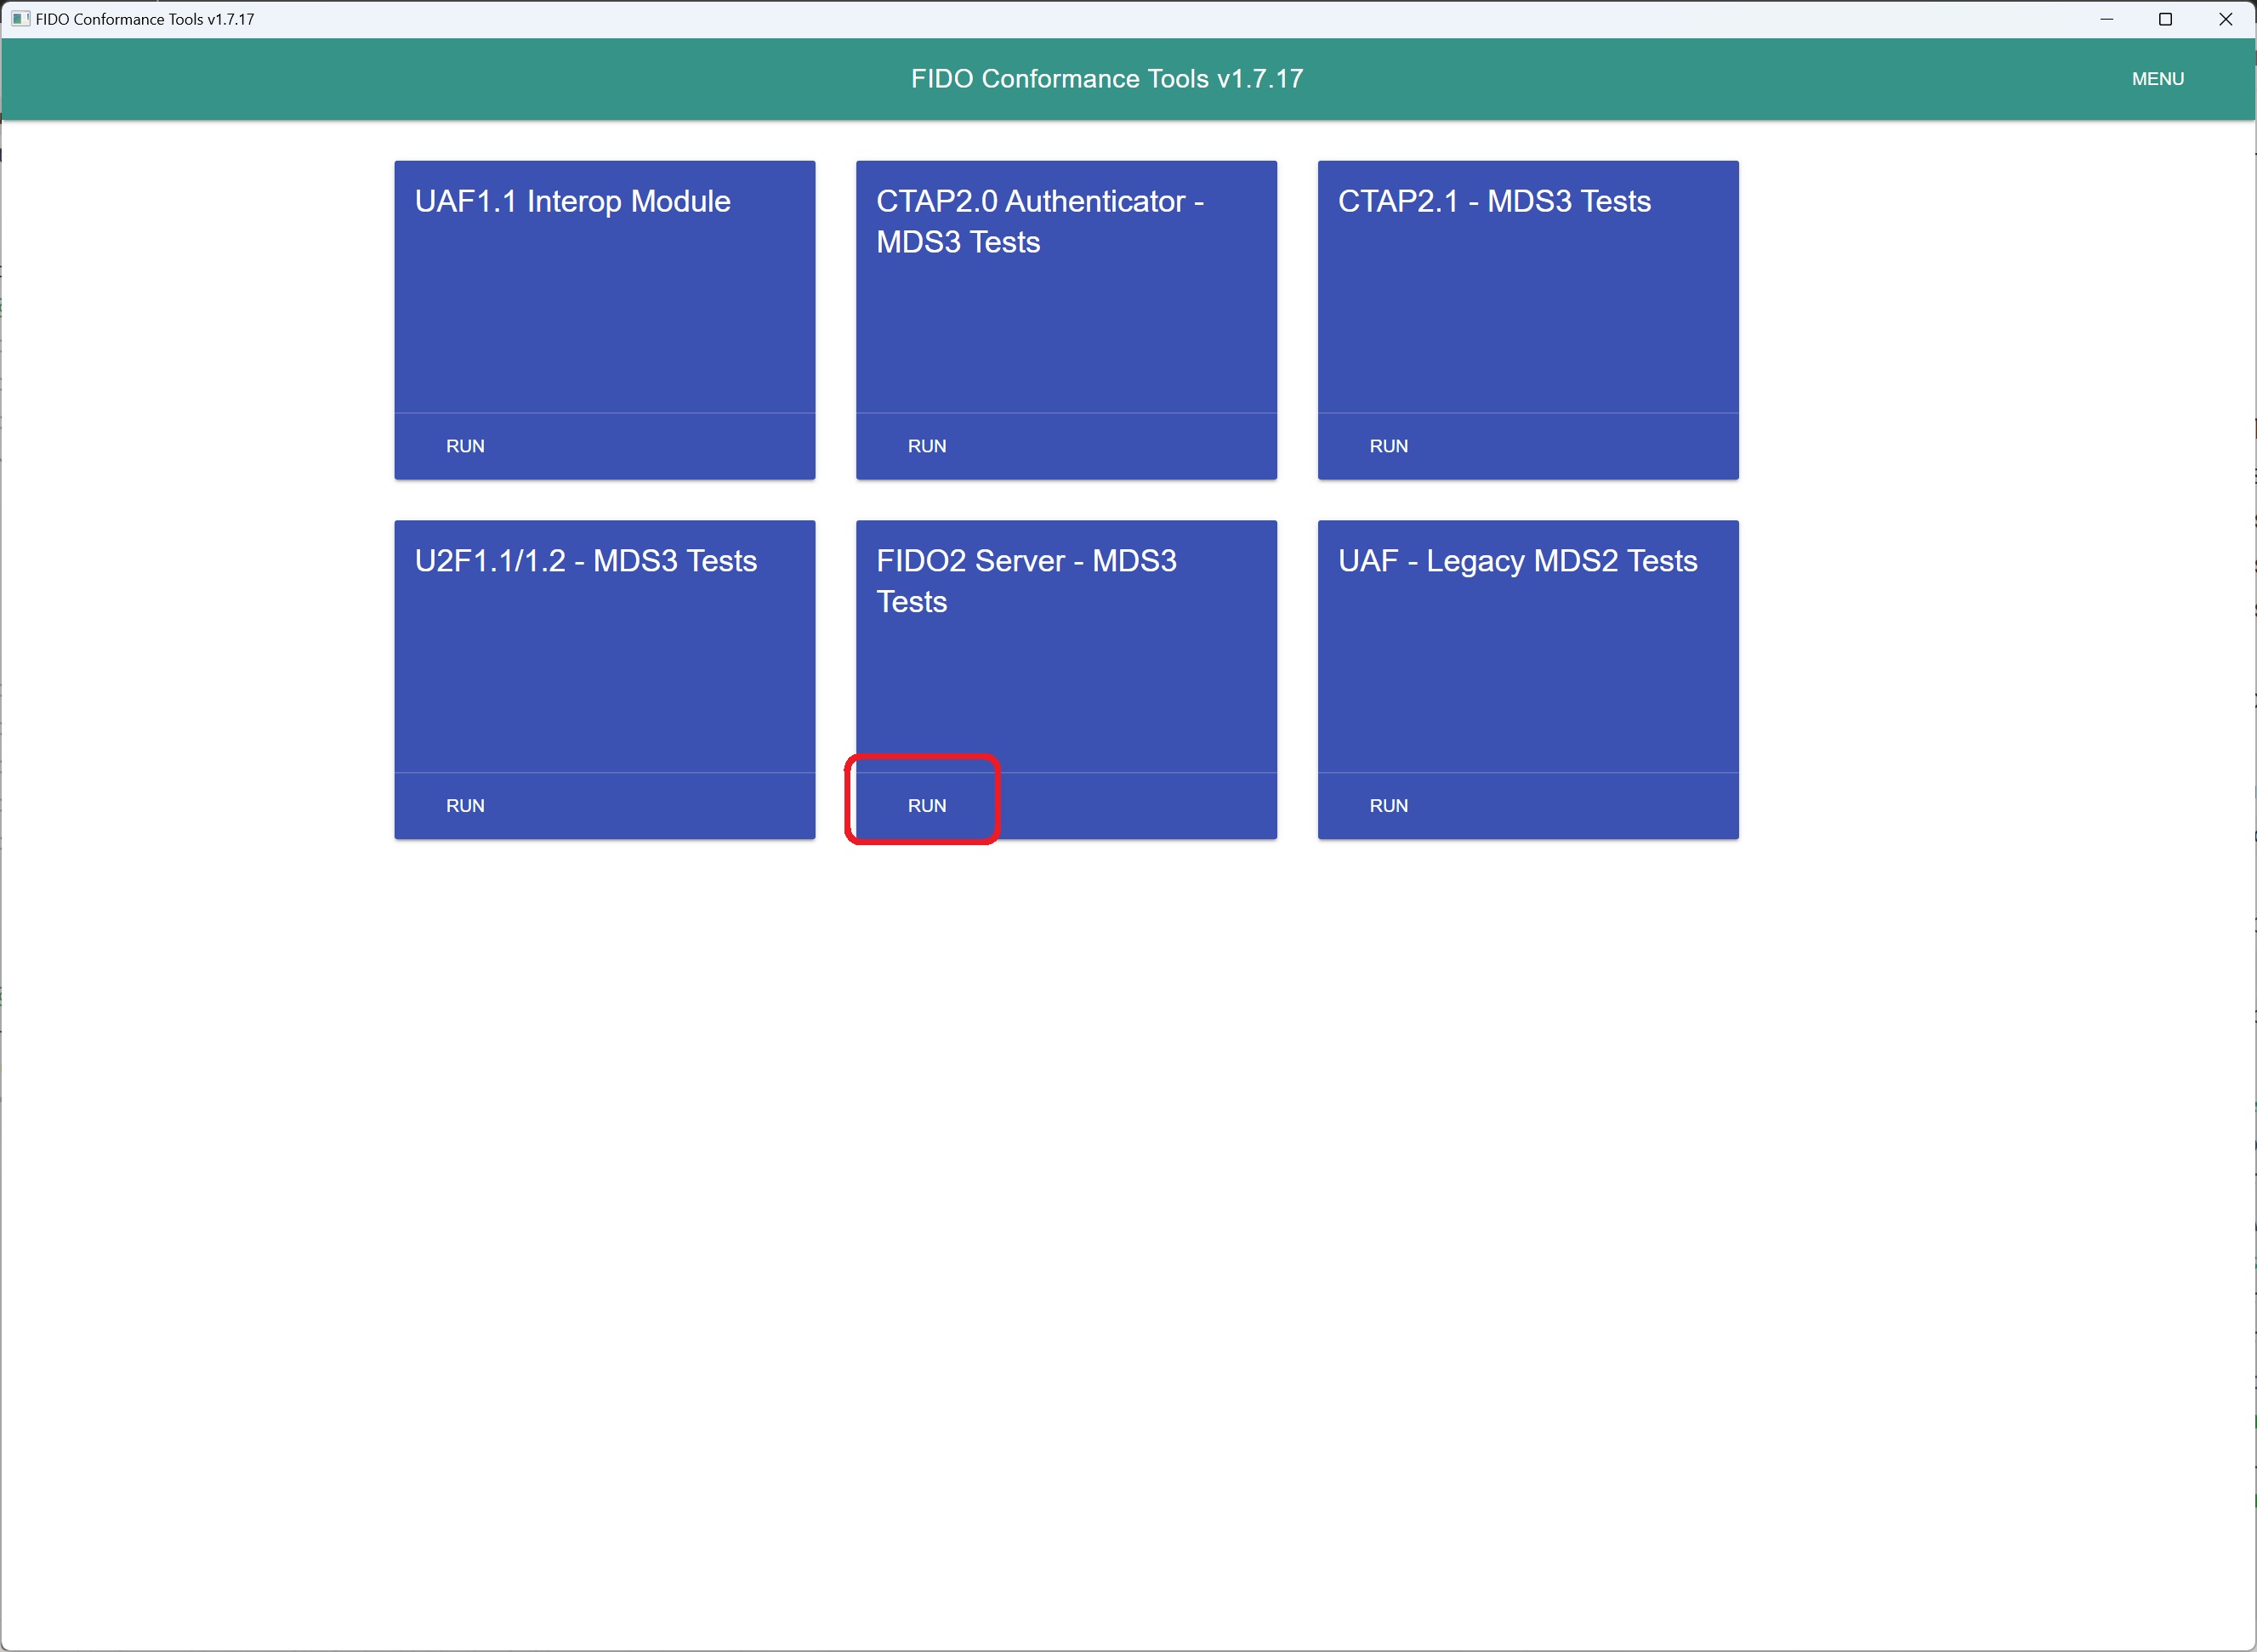 FIDO Conformance Tools v1.7.17
FIDO Conformance Tools v1.7.17
MENU
UAF1.1 Interop Module
RUN
CTAP2.0 Authenticator -
MDS3 Tests
RUN
CTAP2.1 - MDS3 Tests
RUN
U2F1.1/1.2 - MDS3 Tests
RUN
FIDO2 Server - MDS3
Tests
RUN
UAF - Legacy MDS2 Tests
RUN